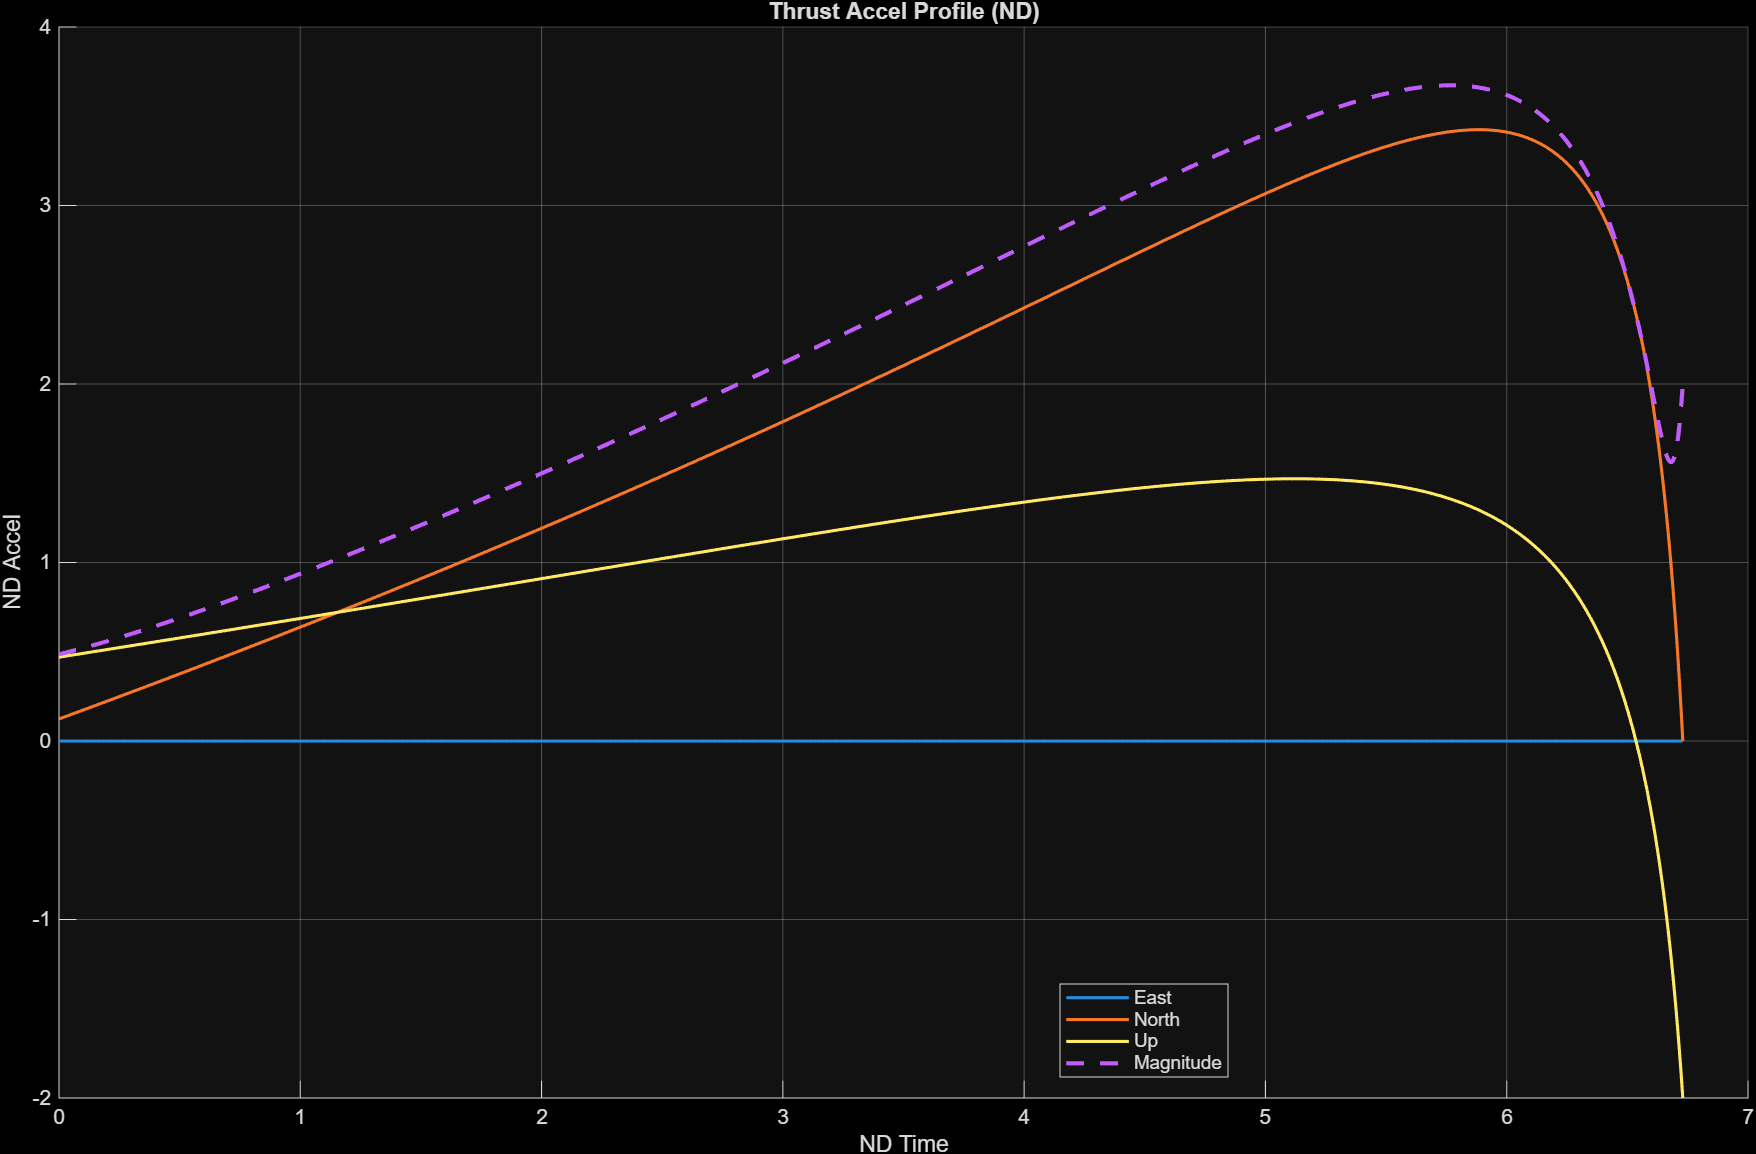 Thrust Accel Profile (ND)
4
3
2
1
0
-1
-2
ND Accel
0 1 2 3 4 5 6 7
ND Time
East
North
Up
Magnitude